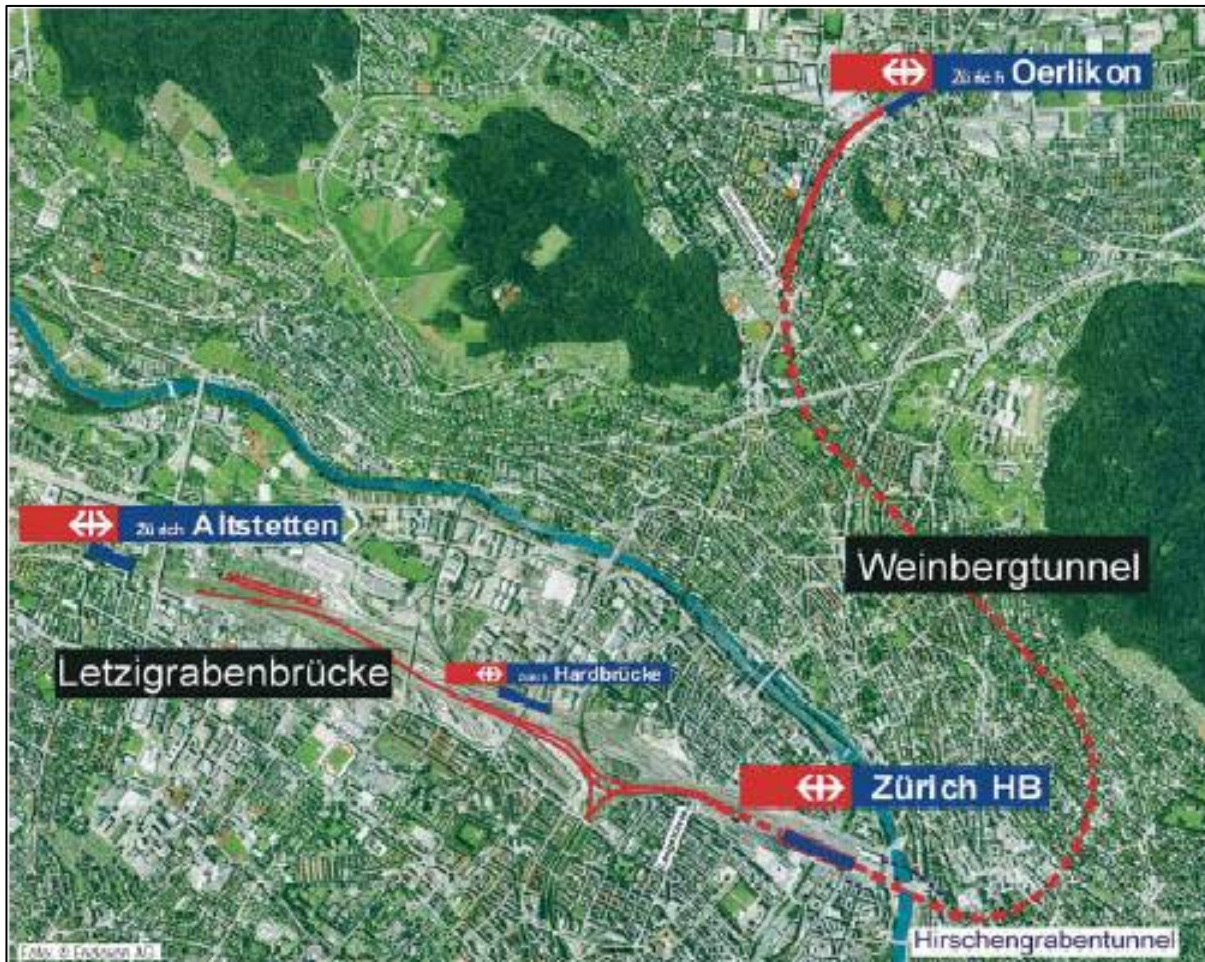 Zürich Oerlikon
Zürich Altstetten
Weinbergtunnel
Letzigrabenbrücke
Hardbrücke
Zürich HB
Hirschengrabentunnel